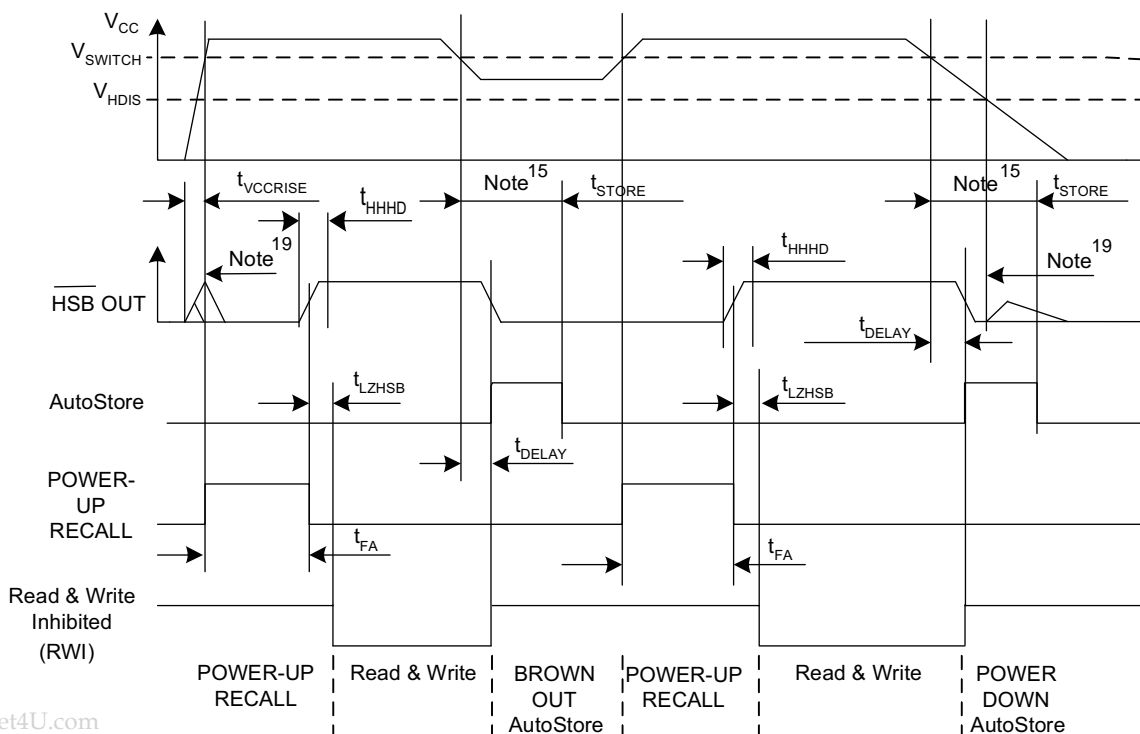 VCC
VSWITCH
VHDIS
tVCCRISE
tHHHD
Note15
tSTORE
Note15
tSTORE
Note19
tHHHD
Note19
HSB OUT
tDELAY
tLZHSB
tLZHSB
AutoStore
tDELAY
POWER-
UP
RECALL
tFA
tFA
Read & Write
Inhibited
(RWI)
POWER-UP
RECALL
Read & Write
BROWN
OUT
AutoStore
POWER-UP
RECALL
Read & Write
POWER
DOWN
AutoStore
et4U.com